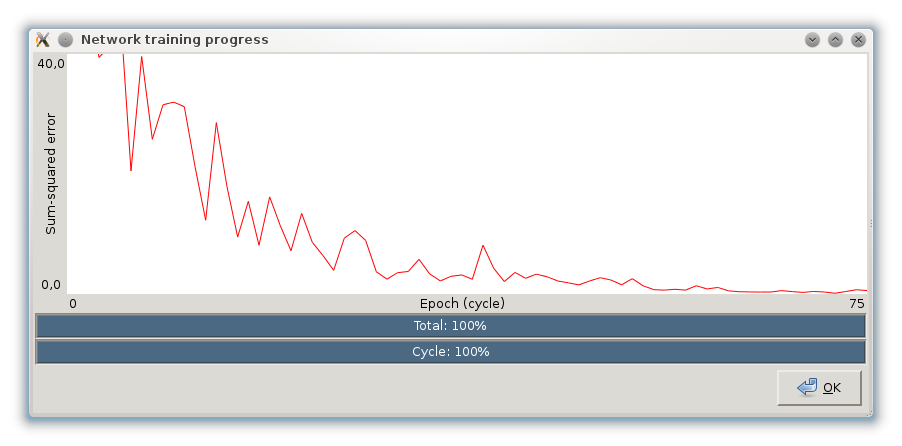 Network training progress
40,0
Sum-squared error
0,0
0
Epoch (cycle)
75
Total: 100%
Cycle: 100%
OK